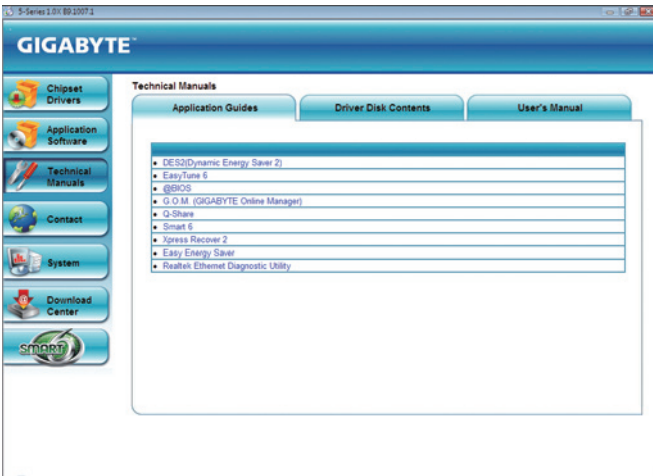 5-Series 1.0X B9.1007.1
GIGABYTE™
Chipset
Drivers
Application
Software
Technical
Manuals
Contact
System
Download
Center
SMART6
Technical Manuals
Application Guides
Driver Disk Contents
User's Manual
• DES2(Dynamic Energy Saver 2)
• EasyTune 6
• @BIOS
• G.O.M. (GIGABYTE Online Manager)
• Q-Share
• Smart 6
• Xpress Recover 2
• Easy Energy Saver
• Realtek Ethernet Diagnostic Utility